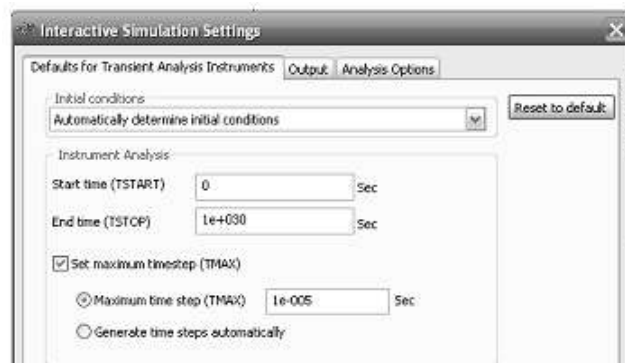 Interactive Simulation Settings
Defaults for Transient Analysis Instruments Output Analysis Options
Initial conditions
Automatically determine initial conditions
Reset to default
Instrument Analysis
Start time (TSTART) 0 Sec
End time (TSTOP) 1e+030 Sec
Set maximum timestep (TMAX)
Maximum time step (TMAX) 1e-005 Sec
Generate time steps automatically